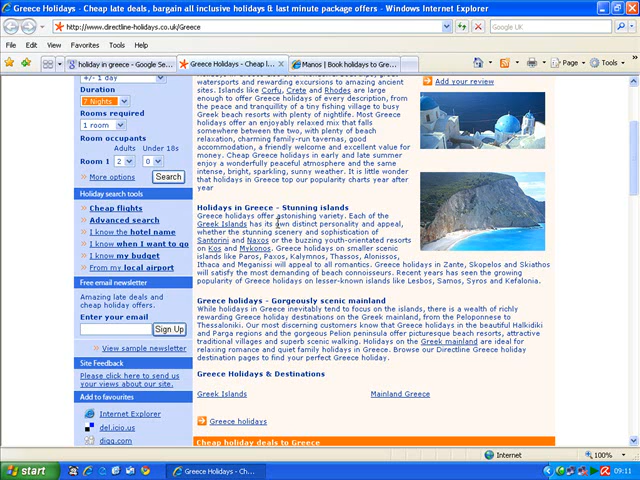 Greece Holidays - Cheap late deals, bargain all inclusive holidays & last minute package offers - Windows Internet Explorer
http://www.directline-holidays.co.uk/Greece
Google UK
File Edit View Favorites Tools Help
holiday in greece - Google Se...
Greece Holidays - Cheap l...
Manos | Book holidays to Gre...
Page
Tools
+/- 1 day
Duration
7 Nights
Rooms required
1 room
Room occupants
Adults Under 18s
Room 1 2 0
More options Search
Holiday search tools
Cheap flights
Advanced search
I know the hotel name
I know when I want to go
I know my budget
From my local airport
Free email newsletter
Amazing late deals and
cheap holiday offers.
Enter your email
Sign Up
View sample newsletter
Site Feedback
Please click here to send
us your views about our site.
Add to favourites
Internet Explorer
del.icio.us
digg.com
watersports and rewarding excursions to amazing ancient
sites. Islands like Corfu, Crete and Rhodes are large
enough to offer Greece holidays of every description, from
the peace and tranquility of a tiny fishing village to busy
Greek beach resorts with plenty of nightlife. Most Greece
holidays offer an enjoyably relaxed mix that falls
somewhere between the two, with plenty of beach
relaxation, charming family-run tavernas, good
accommodation, a friendly welcome and excellent value for
money. Cheap Greece holidays in early and late summer
enjoy a wonderfully peaceful atmosphere and the same
intense, bright, sparkling, sunny weather. It is little wonder
that holidays in Greece top our popularity charts year
after year
Add your review
Holidays in Greece - Stunning islands
Greece holidays offer astonishing variety. Each of the
Greek Islands has its own distinct personality and appeal,
whether the stunning scenery and sophistication of
Santorini and Naxos or the buzzing youth-orientated resorts
on Kos and Mykonos. Greece holidays on smaller scenic
islands like Paros, Paxos, Kalymnos, Thassos, Alonissos,
Ithaca and Meganissi will appeal to all romantics. Greece holidays in Zante, Skopelos and Skiathos
will satisfy the most demanding of beach connoisseurs. Recent years has seen the growing
popularity of Greece holidays on lesser-known islands like Lesbos, Samos, Syros and Kefalonia.
Greece holidays - Gorgeously scenic mainland
While holidays in Greece inevitably tend to focus on the islands, there is a wealth of richly
rewarding Greece holiday destinations on the Greek mainland, from the Peloponnese to
Thessaloniki. Our most discerning customers know that Greece holidays in the beautiful Halkidiki
and Parga regions and the gorgeous Pelion peninsula offer picturesque beach resorts, attractive
traditional villages and superb scenic walking. Holidays on the Greek mainland are ideal for
relaxing romance and quiet family holidays in Greece. Browse our Directline Greece holiday
destination pages to find your perfect Greece holiday.
Greece Holidays & Destinations
Greek Islands Mainland Greece
Greece holidays
Cheap holiday deals to Greece
Internet
100%
start
Greece Holidays - Ch...
09:11